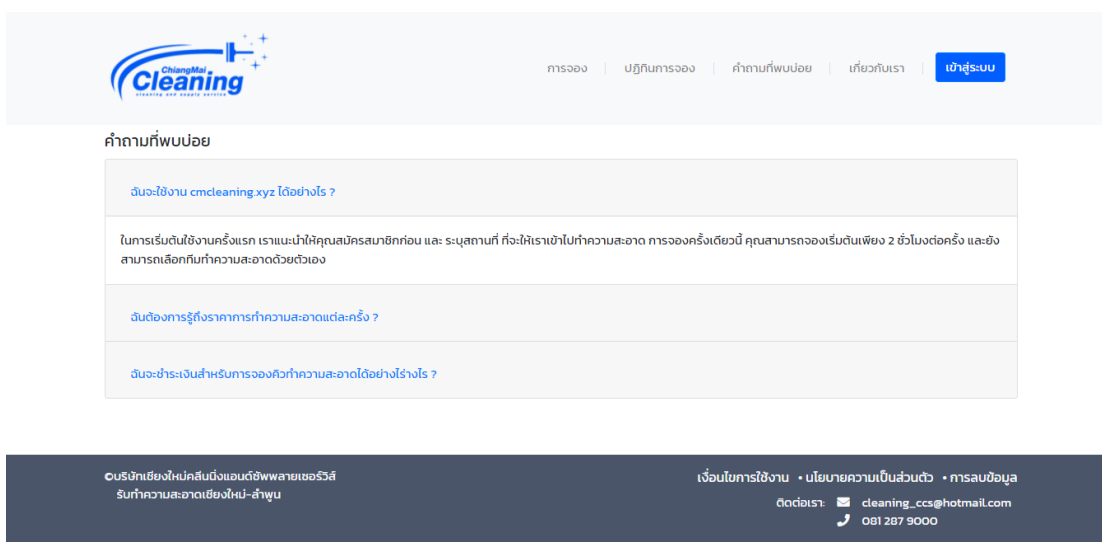 ChiangMai
Cleaning
cleaning and supply service
การจอง
ปฏิทินการจอง
คำถามที่พบบ่อย
เกี่ยวกับเรา
เข้าสู่ระบบ
คำถามที่พบบ่อย
ฉันจะใช้งาน cmcleaning.xyz ได้อย่างไร ?
ในการเริ่มต้นใช้งานครั้งแรก เราแนะนำให้คุณสมัครสมาชิกก่อน และ ระบุสถานที่ ที่จะให้เราเข้าไปทำความสะอาด การจองครั้งเดียวนี้ คุณสามารถจองเริ่มต้นเพียง 2 ชั่วโมงต่อครั้ง และยัง
สามารถเลือกทีมทำความสะอาดด้วยตัวเอง
ฉันต้องการรู้ถึงราคาการทำความสะอาดแต่ละครั้ง ?
ฉันจะชำระเงินสำหรับการจองคิวทำความสะอาดได้อย่างไร่างไร ?
©บริษัทเชียงใหม่คลีนนิ่งแอนด์ซัพพลายเซอร์วิส์
รับทำความสะอาดเชียงใหม่-ลำพูน
เงื่อนไขการใช้งาน • นโยบายความเป็นส่วนตัว • การลบข้อมูล
ติดต่อเรา: cleaning_ccs@hotmail.com
081 287 9000